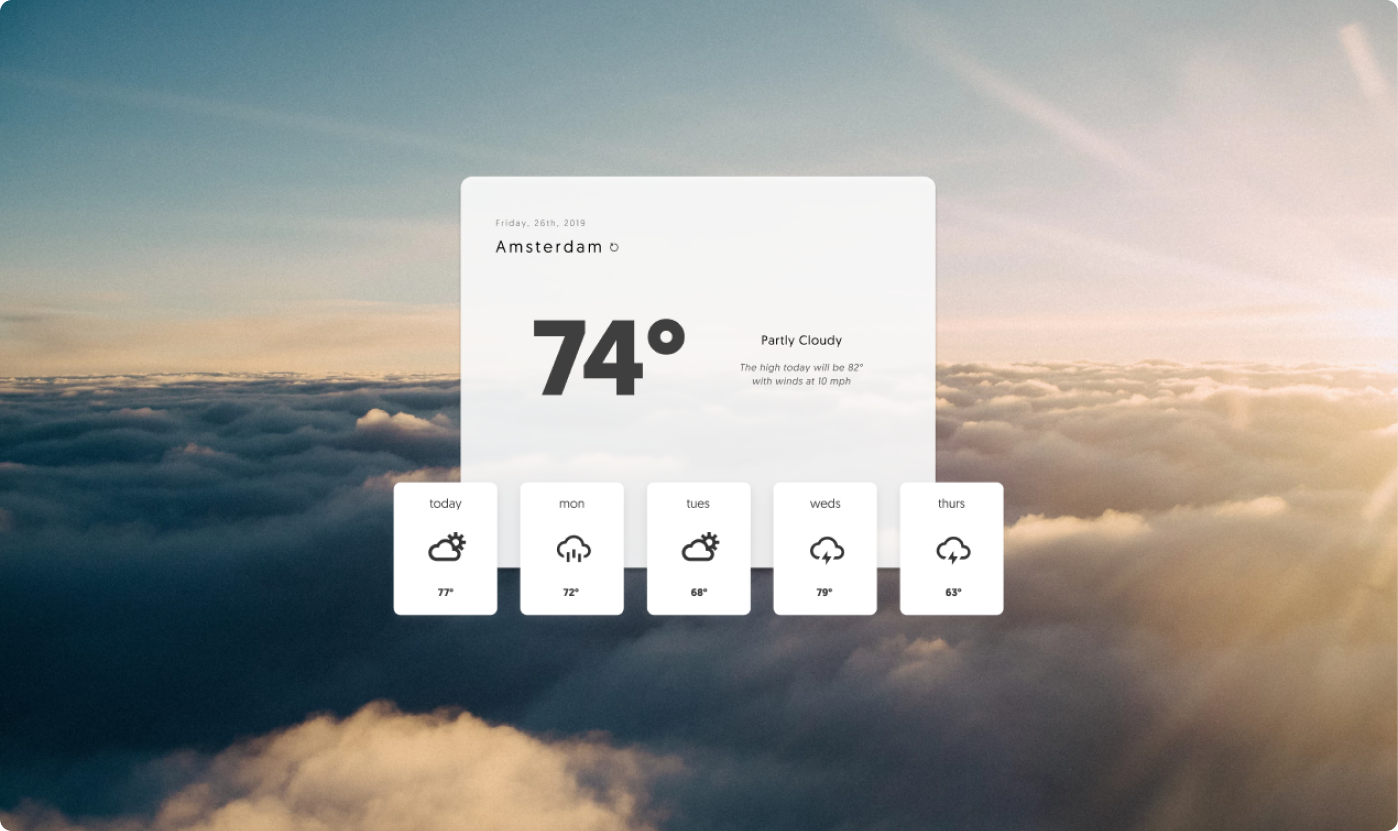 Friday, 26th, 2019
Amsterdam
74°
Partly Cloudy
The high today will be 82°
with winds at 10 mph
today
77°
mon
72°
tues
68°
weds
79°
thurs
63°